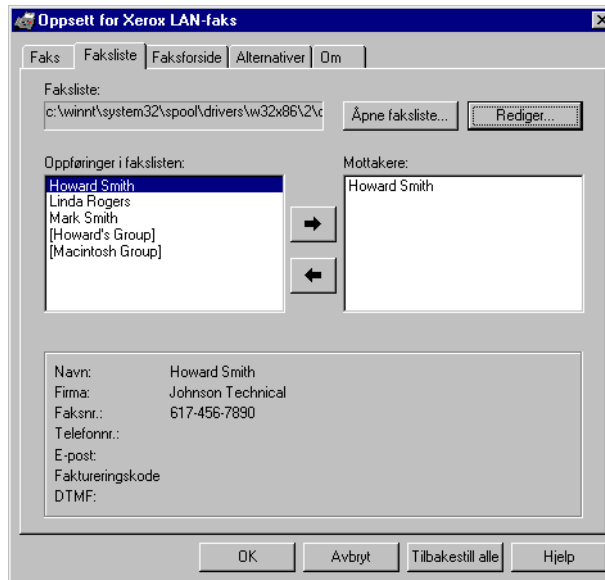 Oppsett for Xerox LAN-faks
Faks Faksliste Faksforside Alternativer Om
Faksliste:
c:\winnt\system32\spool\drivers\w32x86\2\c Åpne faksliste... Rediger...
Oppføringer i fakslisten: Mottakere:
Howard Smith Howard Smith
Linda Rogers
Mark Smith
[Howard's Group]
[Macintosh Group]
Navn: Howard Smith
Firma: Johnson Technical
Faksnr.: 617-456-7890
Telefonnr.:
E-post:
Faktureringskode
DTMF:
OK Avbryt Tilbakestill alle Hjelp